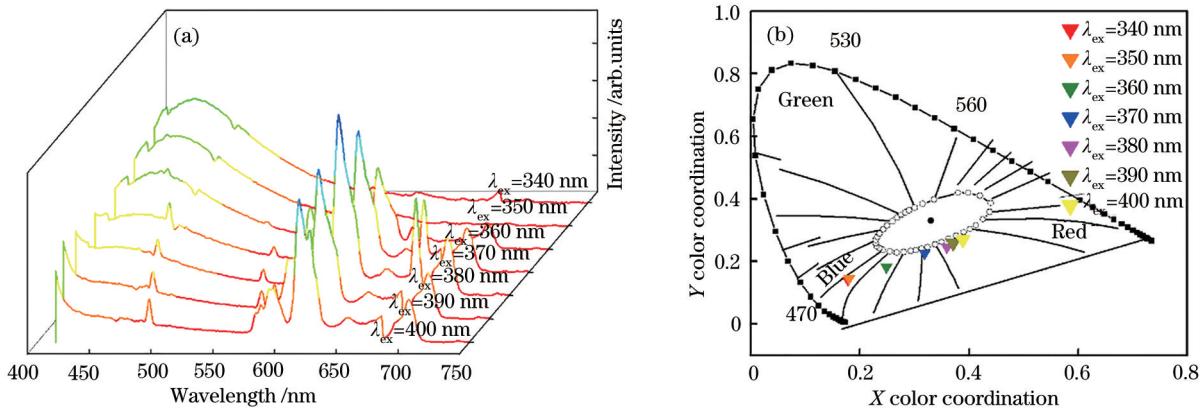 (a)
Intensity /arb.units
λex=340 nm
λex=350 nm
λex=360 nm
λex=370 nm
λex=380 nm
λex=390 nm
λex=400 nm
400 450 500 550 600 650 700 750
Wavelength /nm
(b)
530
560
Green
Red
Blue
470
λex=340 nm
λex=350 nm
λex=360 nm
λex=370 nm
λex=380 nm
λex=390 nm
λex=400 nm
1.0
0.8
0.6
0.4
0.2
0
Y color coordination
0 0.2 0.4 0.6 0.8
X color coordination